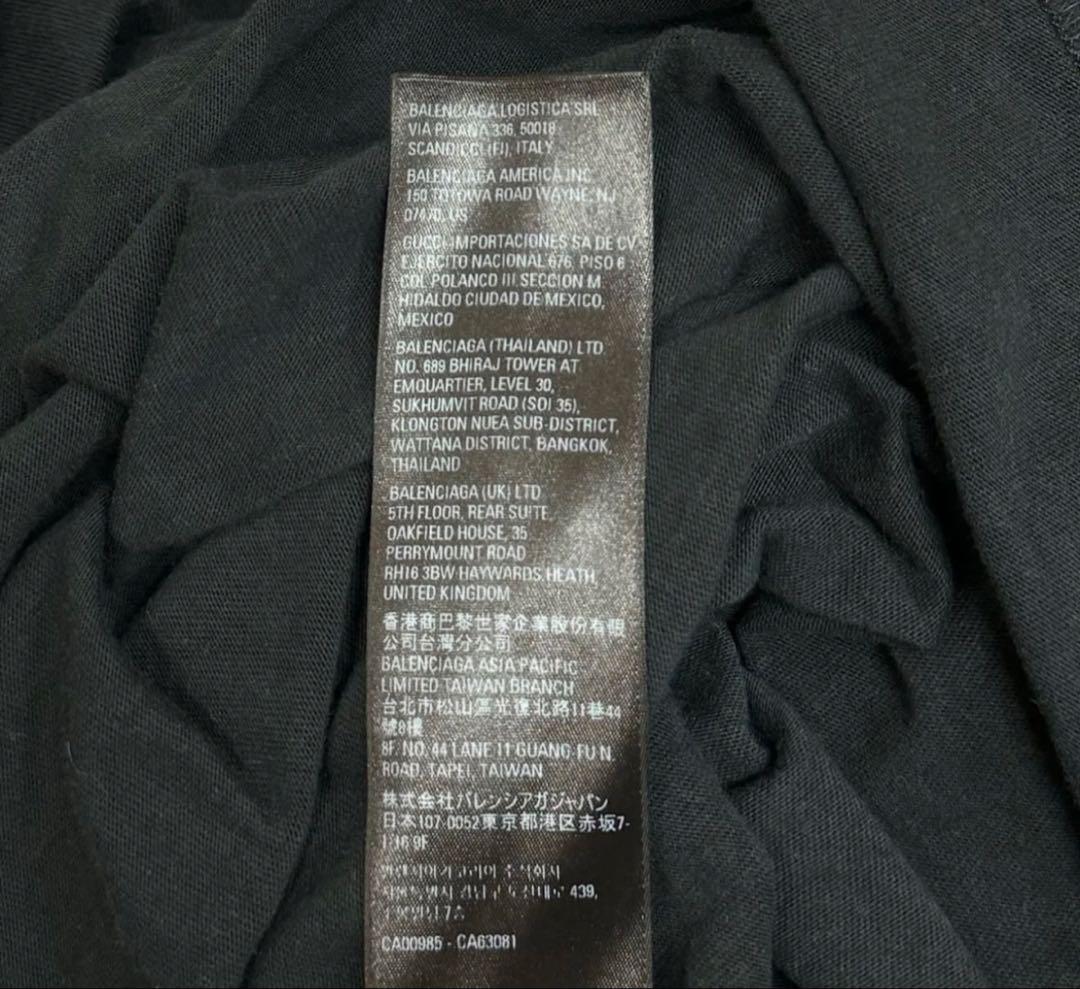 BALENCIAGA LOGISTICA SRL
VIA PISANA 336, 50018
SCANDICCI (FI), ITALY
BALENCIAGA AMERICA INC.
150 TOTOWA ROAD WAYNE, NJ
07470, US
GUCCI IMPORTACIONES SA DE CV
EJERCITO NACIONAL 676, PISO 6
COL POLANCO III SECCION M
HIDALDO CIUDAD DE MEXICO,
MEXICO
BALENCIAGA (THAILAND) LTD
NO. 689 BHIRAJ TOWER AT
EMQUARTIER, LEVEL 30,
SUKHUMVIT ROAD (SOI 35),
KLONGTON NUEA SUB-DISTRICT,
WATTANA DISTRICT, BANGKOK,
THAILAND
BALENCIAGA (UK) LTD
5TH FLOOR, REAR SUITE,
OAKFIELD HOUSE, 35
PERRYMOUNT ROAD
RH16 3BW HAYWARDS HEATH,
UNITED KINGDOM
香港商巴黎世家企業股份有限
公司台灣分公司
BALENCIAGA ASIA PACIFIC
LIMITED TAIWAN BRANCH
台北市松山區光復北路11巷44
號8樓
8F, NO. 44 LANE 11 GUANG-FU N.
ROAD, TAPEI, TAIWAN
株式会社バレンシアガジャパン
日本107-0052東京都港区赤坂7-
1-16 9F
439,
CA00985 - CA63081